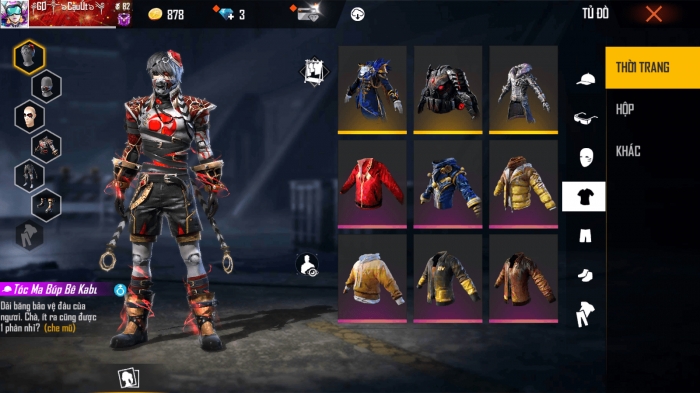 878
3
TỦ ĐỒ
82
THỜI TRANG
HỘP
KHÁC
Tóc Ma Búp Bê Kabu
Dải băng bảo vệ đầu của
ngươi. Chà, ít ra cũng được
1 phần nhỉ? (che mũ)